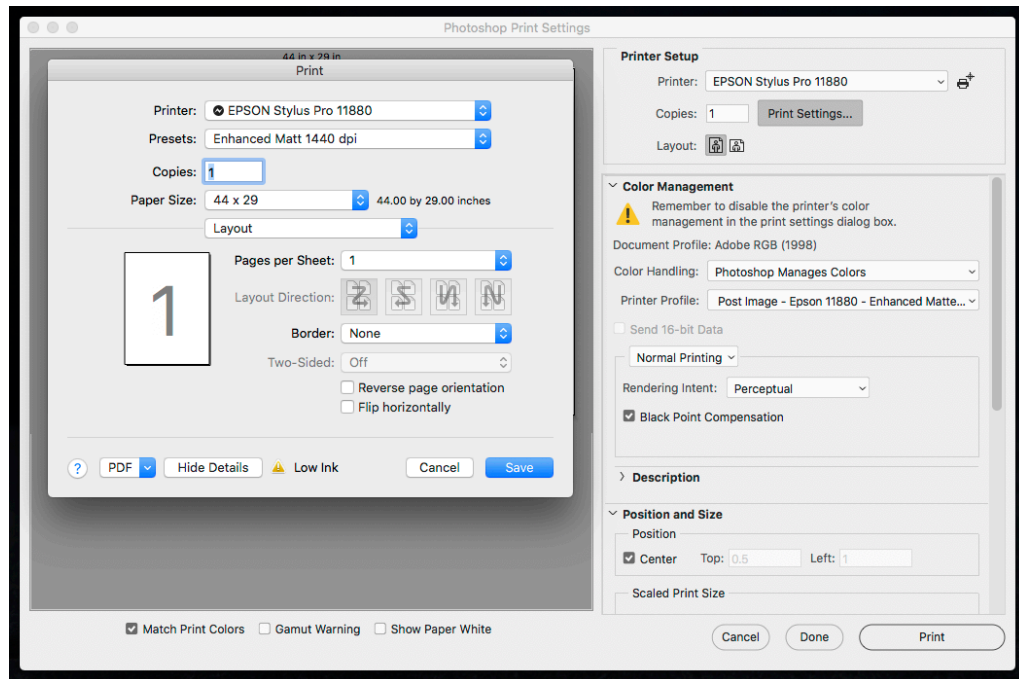 Photoshop Print Settings
44 in x 29 in
Print
Printer: EPSON Stylus Pro 11880
Presets: Enhanced Matt 1440 dpi
Copies: 1
Paper Size: 44 x 29 44.00 by 29.00 inches
Layout
Pages per Sheet: 1
1
Layout Direction:
Border: None
Two-Sided: Off
Reverse page orientation
Flip horizontally
? PDF Hide Details Low Ink Cancel Save
Match Print Colors Gamut Warning Show Paper White
Printer Setup
Printer: EPSON Stylus Pro 11880
Copies: 1 Print Settings...
Layout:
Color Management
Remember to disable the printer's color
management in the print settings dialog box.
Document Profile: Adobe RGB (1998)
Color Handling: Photoshop Manages Colors
Printer Profile: Post Image - Epson 11880 - Enhanced Matte...
Send 16-bit Data
Normal Printing
Rendering Intent: Perceptual
Black Point Compensation
Description
Position and Size
Position
Center Top: 0.5 Left: 1
Scaled Print Size
Cancel Done Print